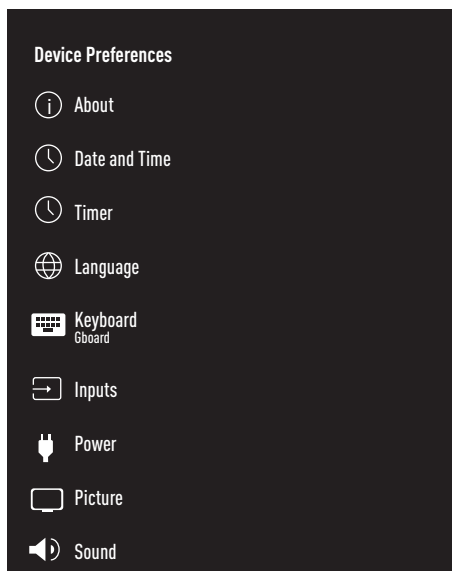 Device Preferences
About
Date and Time
Timer
Language
Keyboard
Gboard
Inputs
Power
Picture
Sound